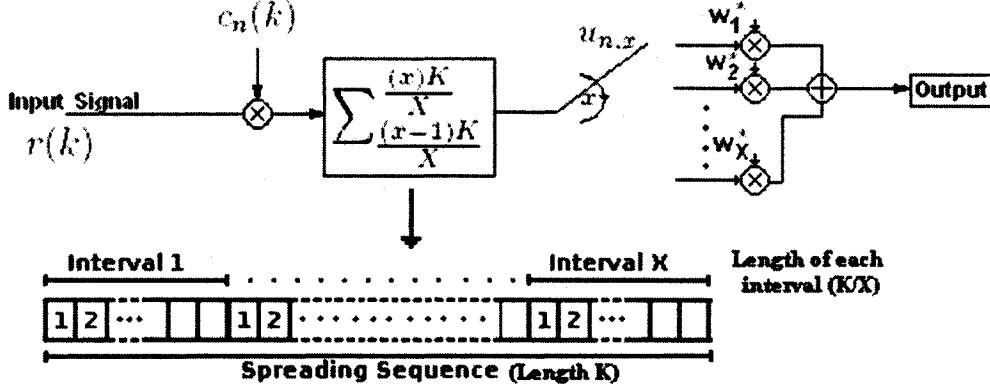 c_n(k)
u_{n,x}
W_1^*
W_2^*
W_X^*
Input Signal
r(k)
∑ (x)K/X (x−1)K/X
x
Output
Interval 1
Interval X
Length of each
interval (K/X)
1 2 ... 1 2 1 2 ...
Spreading Sequence (Length K)